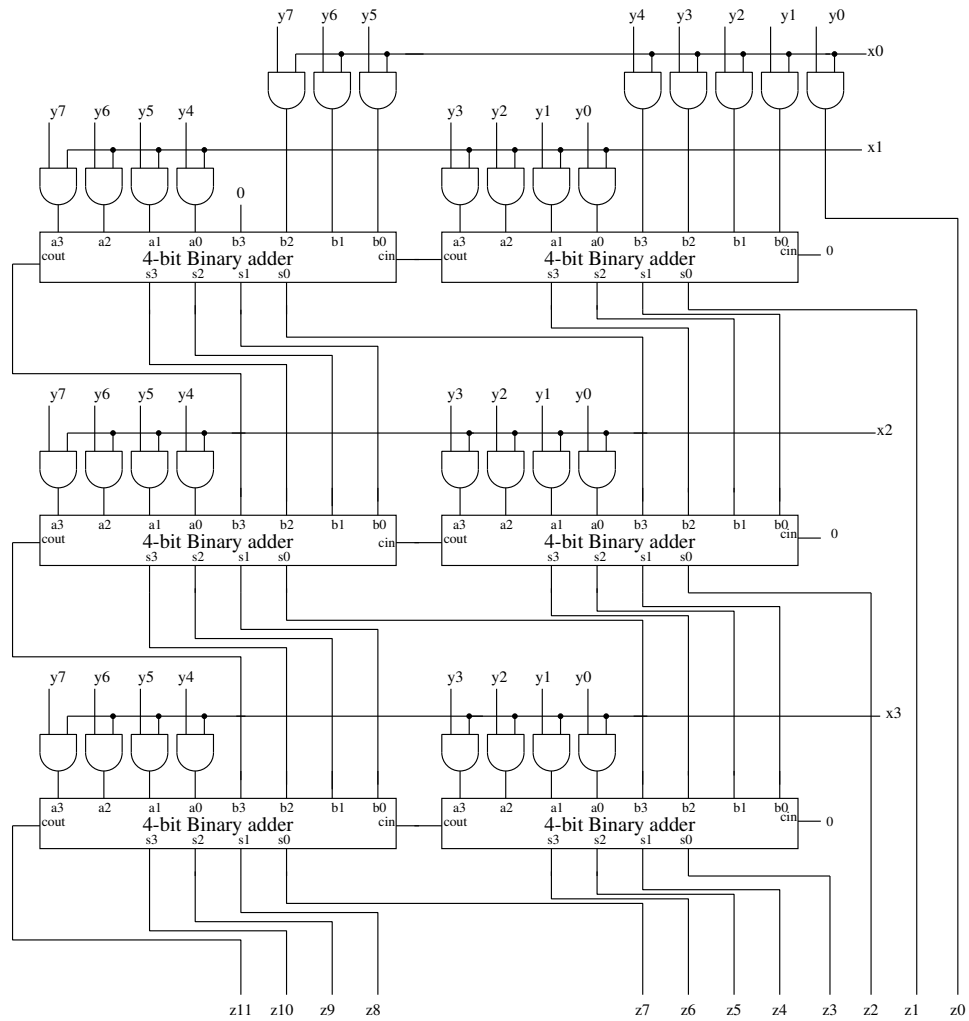 y7 y6 y5 y4 y3 y2 y1 y0
x0
y7 y6 y5 y4 y3 y2 y1 y0
x1
0
a3 a2 a1 a0 b3 b2 b1 b0 a3 a2 a1 a0 b3 b2 b1 b0
cout 4-bit Binary adder cin cout 4-bit Binary adder cin 0
s3 s2 s1 s0 s3 s2 s1 s0
y7 y6 y5 y4 y3 y2 y1 y0
x2
a3 a2 a1 a0 b3 b2 b1 b0 a3 a2 a1 a0 b3 b2 b1 b0
cout 4-bit Binary adder cin cout 4-bit Binary adder cin 0
s3 s2 s1 s0 s3 s2 s1 s0
y7 y6 y5 y4 y3 y2 y1 y0
x3
a3 a2 a1 a0 b3 b2 b1 b0 a3 a2 a1 a0 b3 b2 b1 b0
cout 4-bit Binary adder cin cout 4-bit Binary adder cin 0
s3 s2 s1 s0 s3 s2 s1 s0
z11 z10 z9 z8 z7 z6 z5 z4 z3 z2 z1 z0